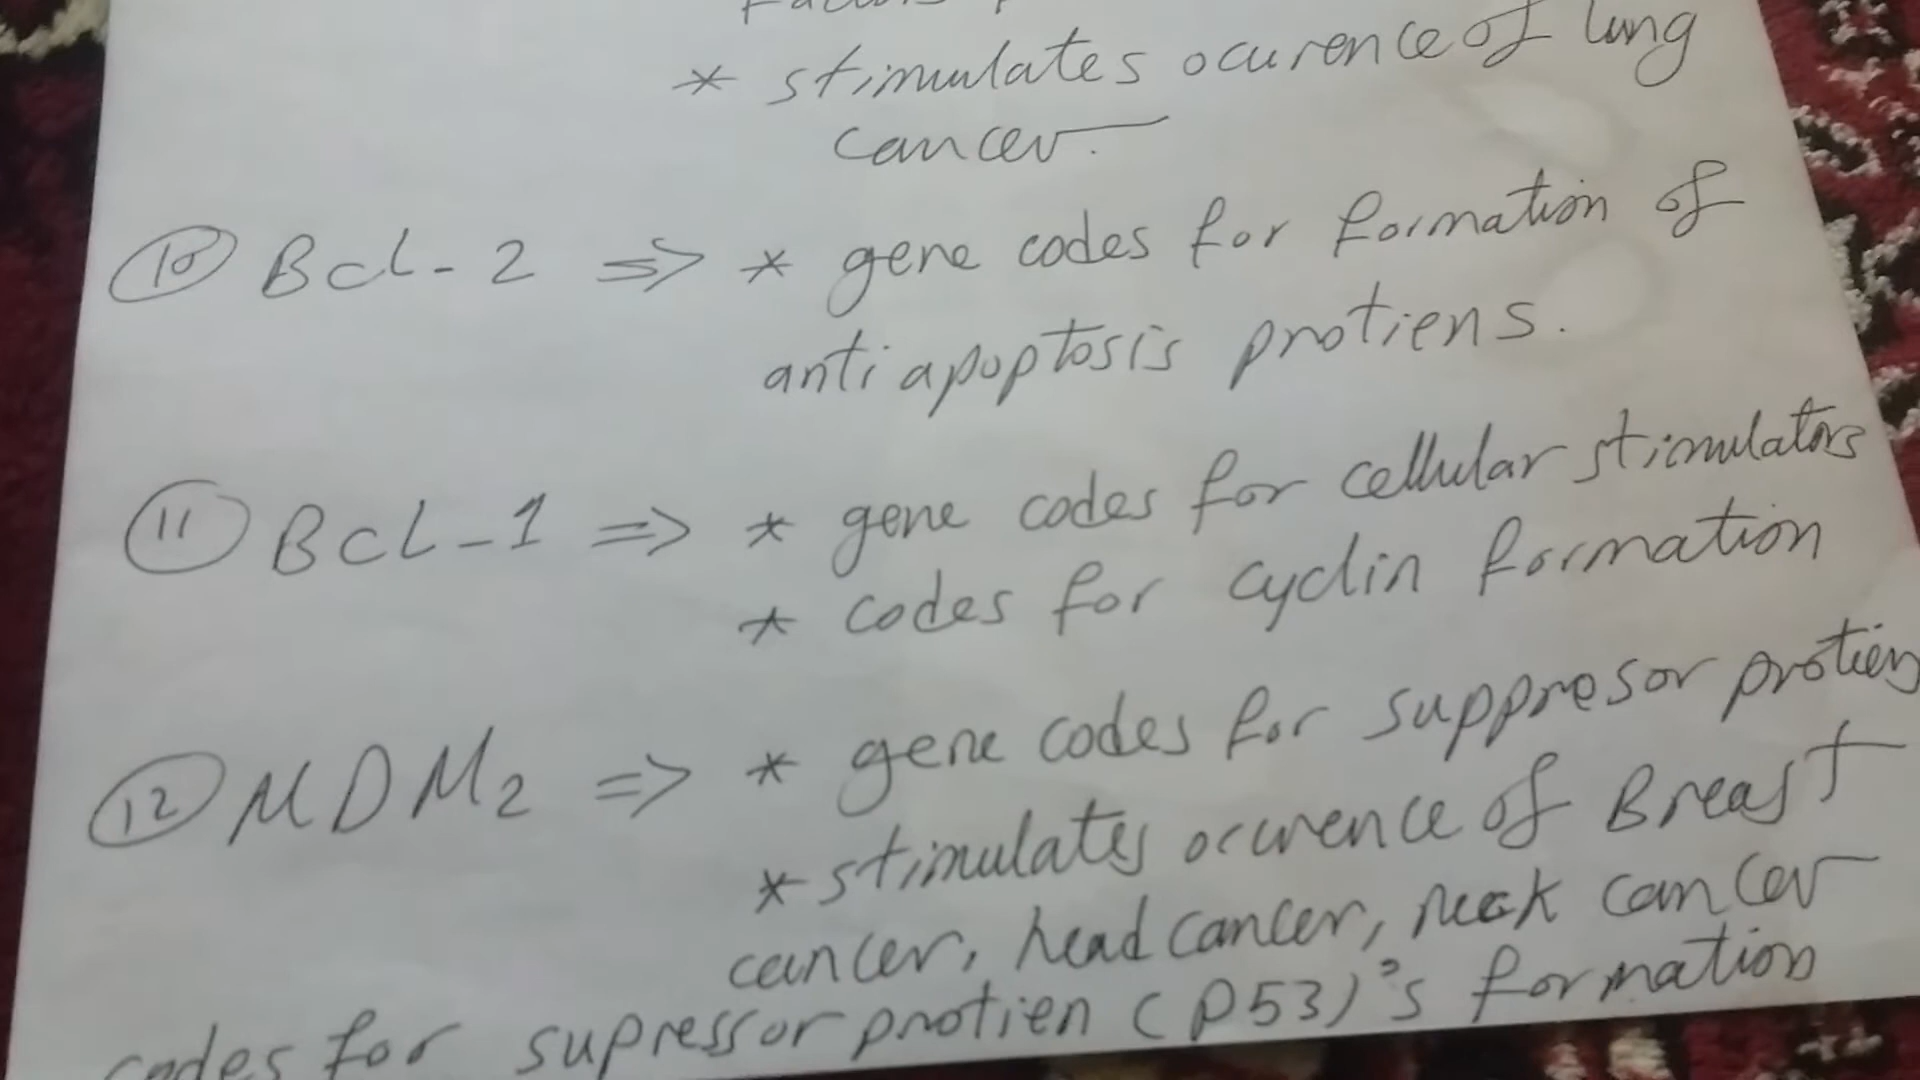 * stimulates ocurence of lung
cancer.
10 Bcl-2 => * gene codes for formation of
anti apoptosis protiens.
11 BcL-1 => * gene codes for cellular stimulators
* codes for cyclin formation
12 MDM2 => * gene codes for suppresor protien
* stimulates ocurence of Breast
cancer, head cancer, neck cancer
codes for supressor protien (P53)'s formation